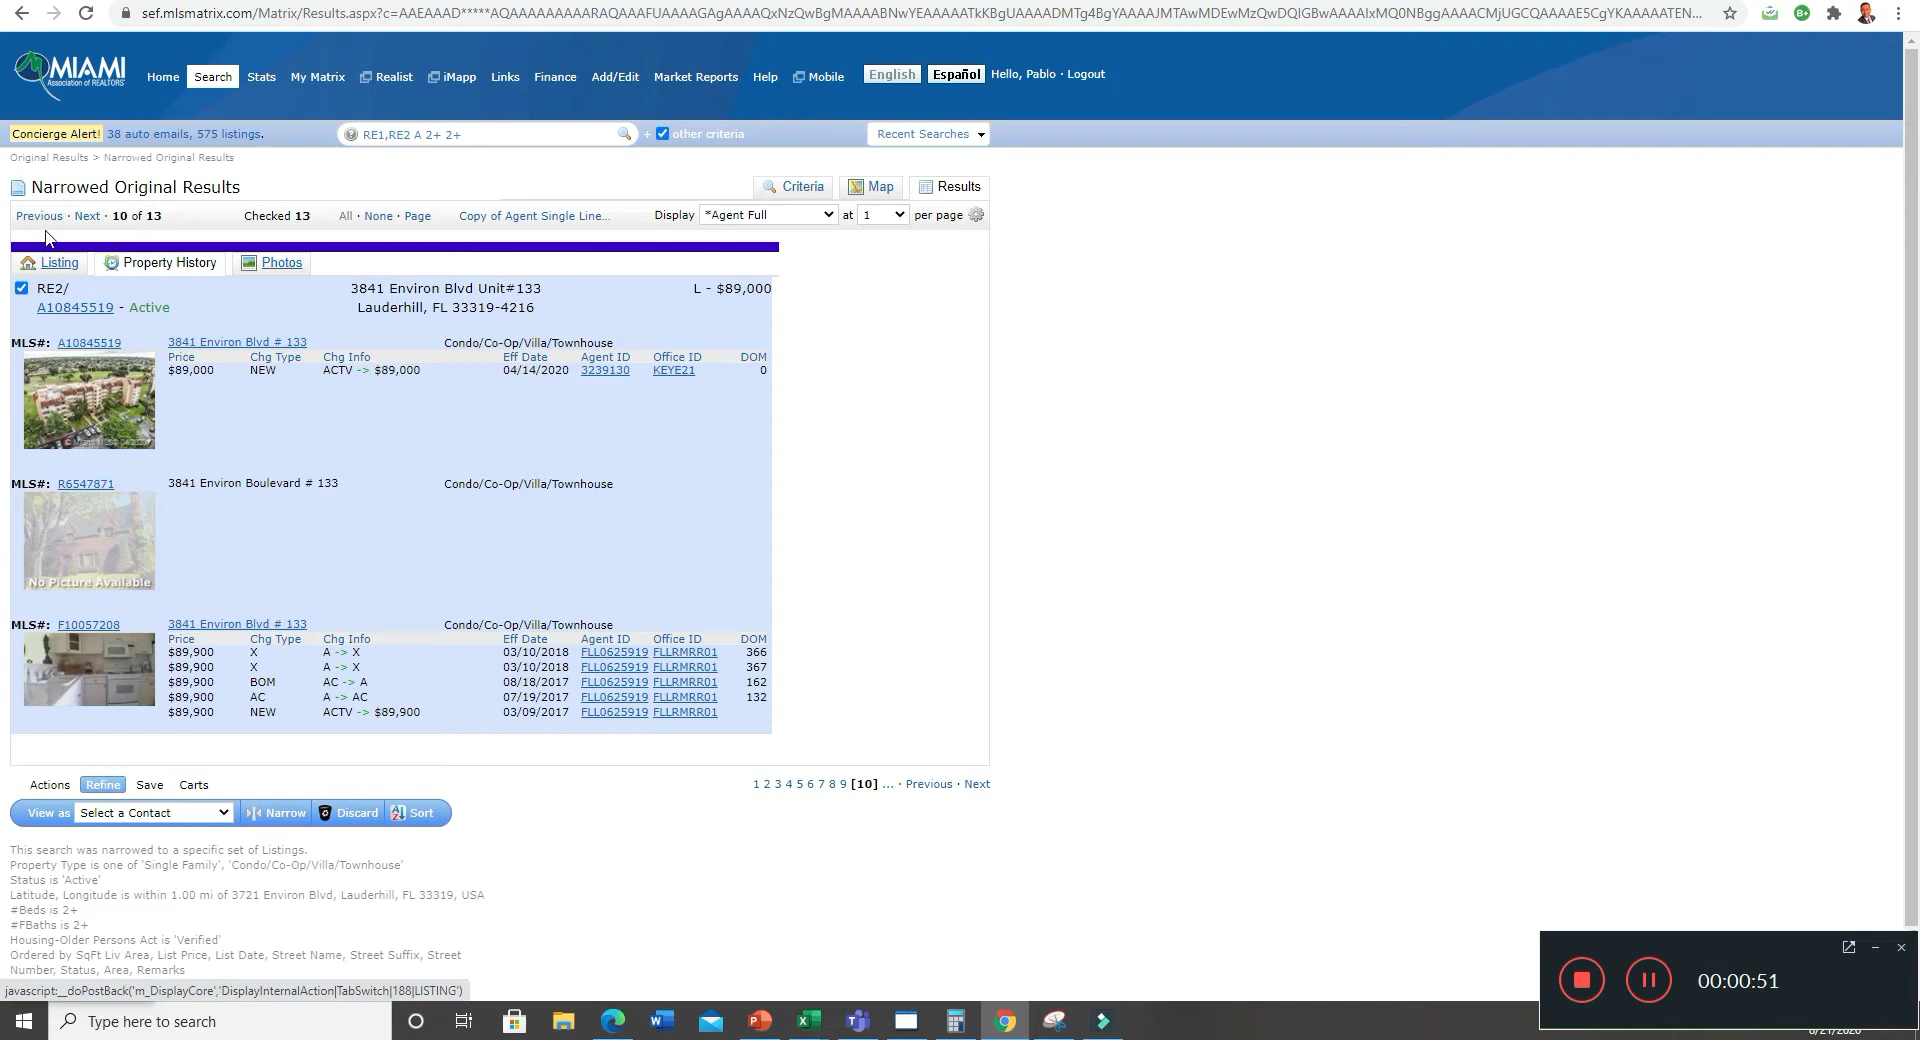 sef.mlsmatrix.com/Matrix/Results.aspx?c=AAEAAAD*****AQAAAAAAAAARAQAAAFUAAAAGAgAAAAQxNzQwBgMAAAABNwYEAAAAATkKBgUAAAADMTg4BgYAAAAJMTAwMDEwMzQwDQIGBwAAAAIxMQ0NBggAAAACMjUGCQAAAAE5CgYKAAAAATEN...
MIAMI
Association of REALTORS®
Home Search Stats My Matrix Realist iMapp Links Finance Add/Edit Market Reports Help Mobile English Español Hello, Pablo · Logout
Concierge Alert! 38 auto emails, 575 listings. RE1,RE2 A 2+ 2+ + other criteria Recent Searches
Original Results > Narrowed Original Results
Narrowed Original Results Criteria Map Results
Previous · Next · 10 of 13 Checked 13 All · None · Page Copy of Agent Single Line... Display *Agent Full at 1 per page
Listing Property History Photos
RE2/ 3841 Environ Blvd Unit#133 L - $89,000
A10845519 - Active Lauderhill, FL 33319-4216
MLS#: A10845519 3841 Environ Blvd # 133 Condo/Co-Op/Villa/Townhouse
Price Chg Type Chg Info Eff Date Agent ID Office ID DOM
$89,000 NEW ACTV -> $89,000 04/14/2020 3239130 KEYE21 0
MLS#: R6547871 3841 Environ Boulevard # 133 Condo/Co-Op/Villa/Townhouse
No Picture Available
MLS#: F10057208 3841 Environ Blvd # 133 Condo/Co-Op/Villa/Townhouse
Price Chg Type Chg Info Eff Date Agent ID Office ID DOM
$89,900 X A -> X 03/10/2018 FLL0625919 FLLRMRR01 366
$89,900 X A -> X 03/10/2018 FLL0625919 FLLRMRR01 367
$89,900 BOM AC -> A 08/18/2017 FLL0625919 FLLRMRR01 162
$89,900 AC A -> AC 07/19/2017 FLL0625919 FLLRMRR01 132
$89,900 NEW ACTV -> $89,900 03/09/2017 FLL0625919 FLLRMRR01
Actions Refine Save Carts 1 2 3 4 5 6 7 8 9 [10] ... · Previous · Next
View as Select a Contact Narrow Discard Sort
This search was narrowed to a specific set of Listings.
Property Type is one of 'Single Family', 'Condo/Co-Op/Villa/Townhouse'
Status is 'Active'
Latitude, Longitude is within 1.00 mi of 3721 Environ Blvd, Lauderhill, FL 33319, USA
#Beds is 2+
#FBaths is 2+
Housing-Older Persons Act is 'Verified'
Ordered by SqFt Liv Area, List Price, List Date, Street Name, Street Suffix, Street
Number, Status, Area, Remarks
javascript:__doPostBack('m_DisplayCore','DisplayInternalAction|TabSwitch|188|LISTING')
00:00:51
Type here to search